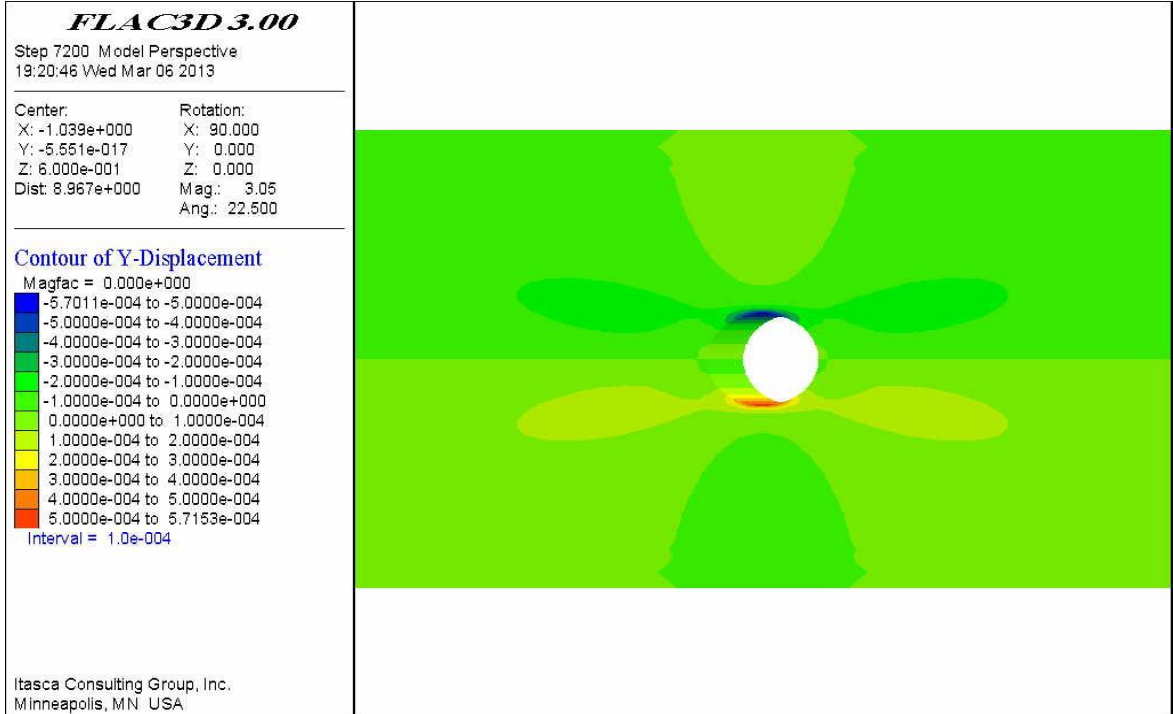 FLAC3D 3.00
Step 7200 Model Perspective
19:20:46 Wed Mar 06 2013
Center: Rotation:
X: -1.039e+000 X: 90.000
Y: -5.551e-017 Y: 0.000
Z: 6.000e-001 Z: 0.000
Dist: 8.967e+000 Mag.: 3.05
Ang.: 22.500
Contour of Y-Displacement
Magfac = 0.000e+000
-5.7011e-004 to -5.0000e-004
-5.0000e-004 to -4.0000e-004
-4.0000e-004 to -3.0000e-004
-3.0000e-004 to -2.0000e-004
-2.0000e-004 to -1.0000e-004
-1.0000e-004 to 0.0000e+000
0.0000e+000 to 1.0000e-004
1.0000e-004 to 2.0000e-004
2.0000e-004 to 3.0000e-004
3.0000e-004 to 4.0000e-004
4.0000e-004 to 5.0000e-004
5.0000e-004 to 5.7153e-004
Interval = 1.0e-004
Itasca Consulting Group, Inc.
Minneapolis, MN USA